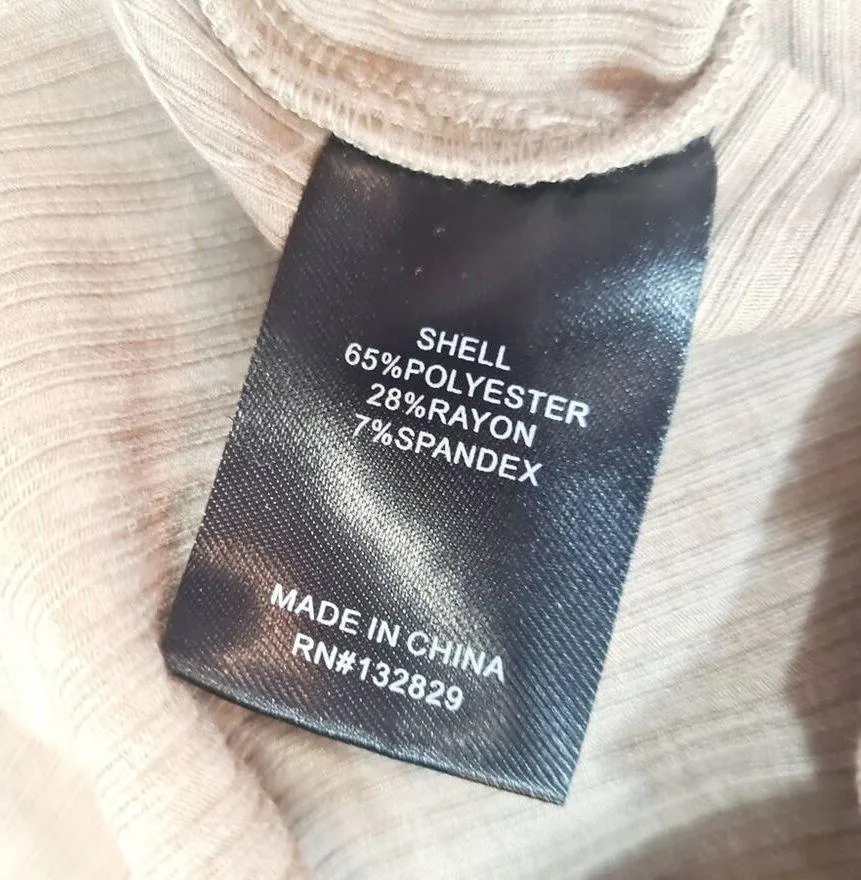 SHELL
65%POLYESTER
28%RAYON
7%SPANDEX
MADE IN CHINA
RN#132829